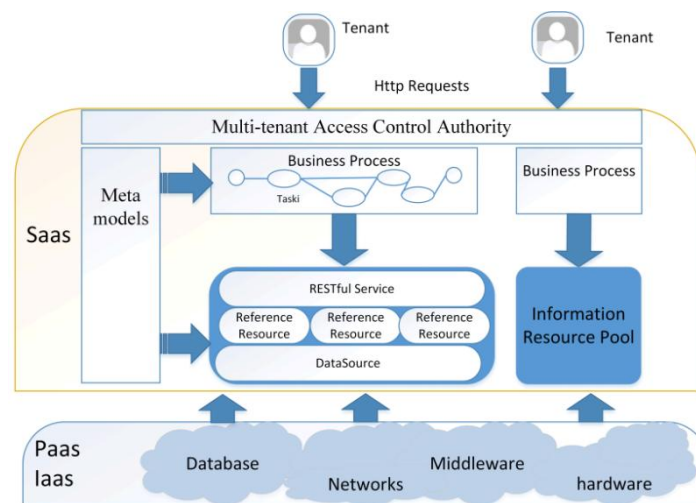 Tenant
Tenant
Http Requests
Multi-tenant Access Control Authority
Saas
Meta
models
Business Process
Taski
Business Process
RESTful Service
Reference
Resource
Reference
Resource
Reference
Resource
DataSource
Information
Resource Pool
Paas
Iaas
Database
Networks
Middleware
hardware